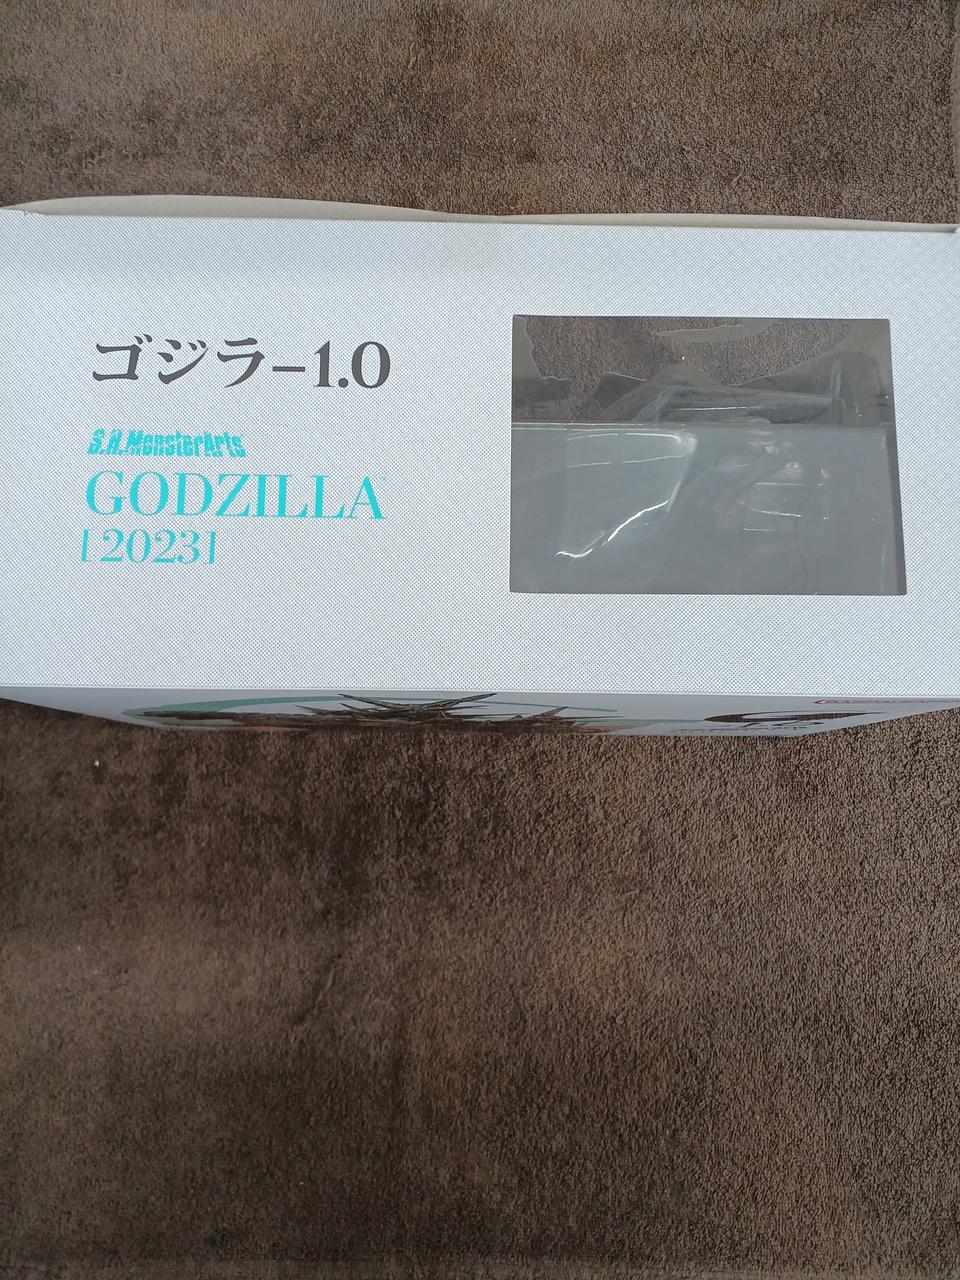 ゴジラ-1.0
S.H.MonsterArts
GODZILLA
[2023]